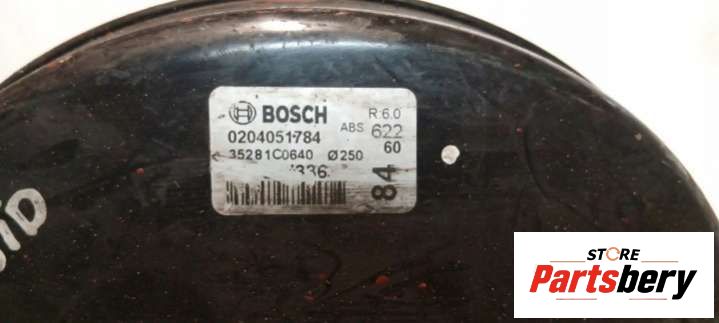 BOSCH R:6.0
0204051784 ABS 622
35281C0640 Ø250 60
336
84
STORE
Partsbery